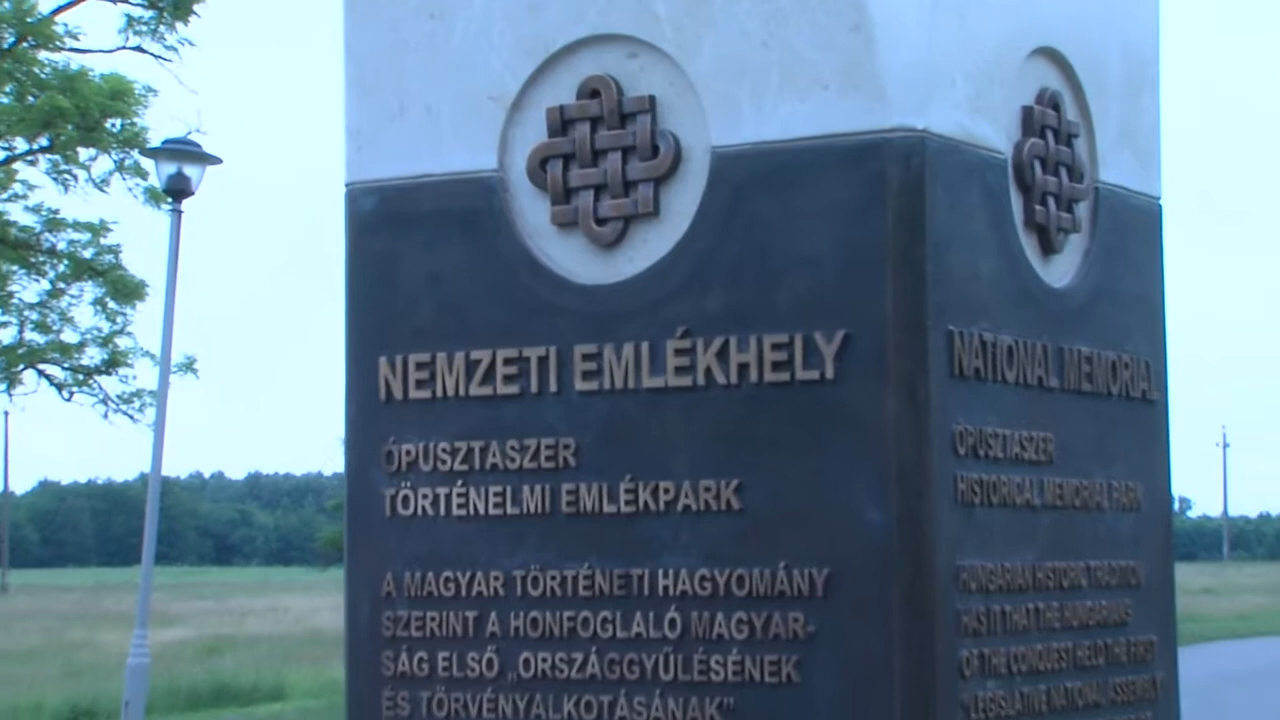 NEMZETI EMLÉKHELY
ÓPUSZTASZER
TÖRTÉNELMI EMLÉKPARK
A MAGYAR TÖRTÉNETI HAGYOMÁNY
SZERINT A HONFOGLALÓ MAGYAR-
SÁG ELSŐ „ORSZÁGGYŰLÉSÉNEK
ÉS TÖRVÉNYALKOTÁSÁNAK”
NATIONAL MEMORIAL
ÓPUSZTASZER
HISTORICAL MEMORIAL PARK
HUNGARIAN HISTORIC TRADITION
HAS IT THAT THE HUNGARIANS
OF THE CONQUEST HELD THE FIRST
"LEGISLATIVE NATIONAL ASSEMBLY"